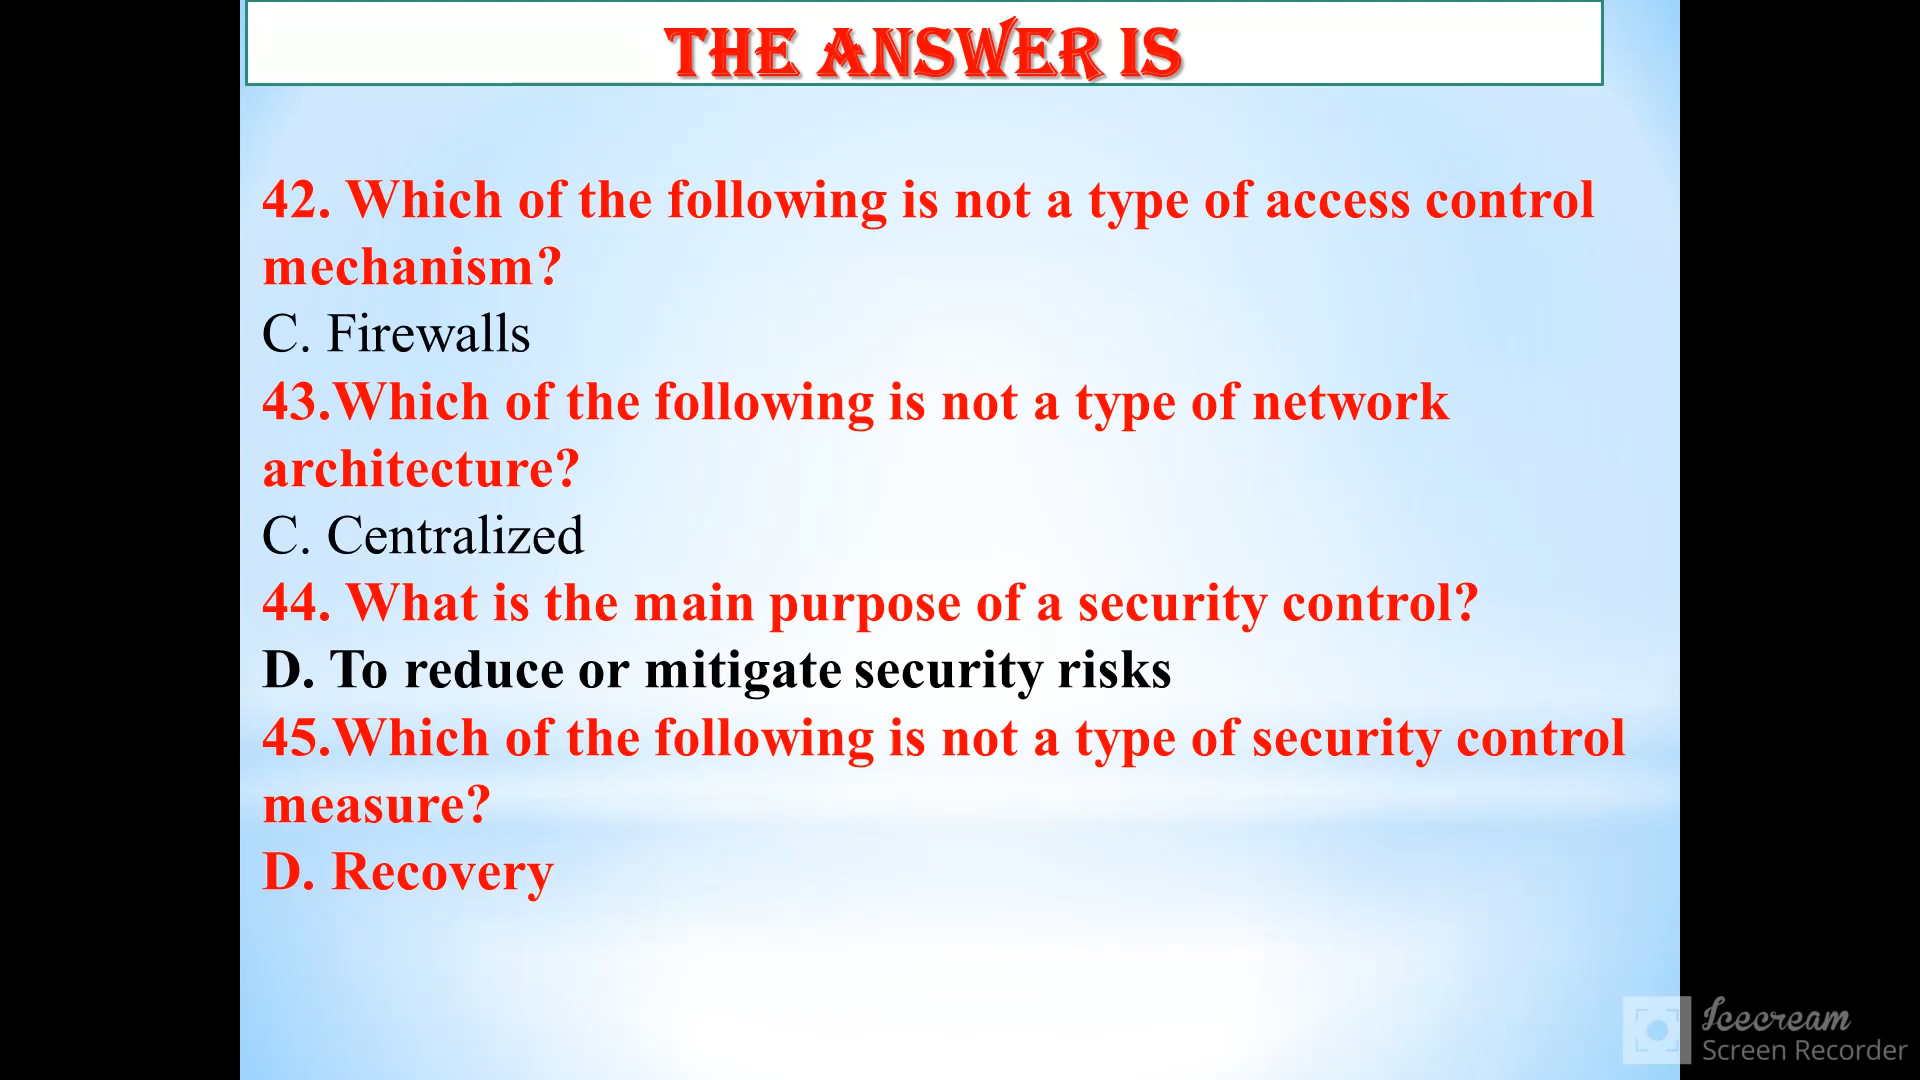 THE ANSWER IS
42. Which of the following is not a type of access control
mechanism?
C. Firewalls
43.Which of the following is not a type of network
architecture?
C. Centralized
44. What is the main purpose of a security control?
D. To reduce or mitigate security risks
45.Which of the following is not a type of security control
measure?
D. Recovery
Icecream
Screen Recorder